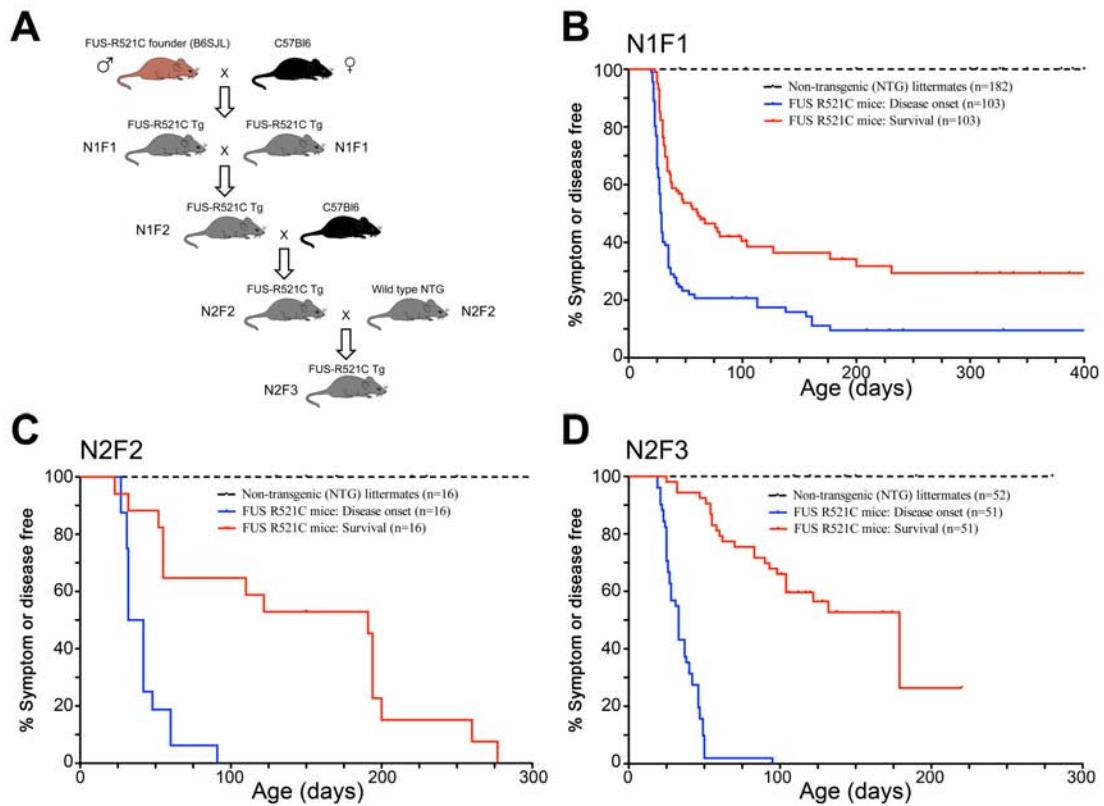 A
FUS-R521C founder (B6SJL)
C57Bl6
♂
X
♀
FUS-R521C Tg
FUS-R521C Tg
N1F1
X
N1F1
FUS-R521C Tg
C57Bl6
N1F2
X
FUS-R521C Tg
Wild type NTG
N2F2
X
N2F2
FUS-R521C Tg
N2F3
B
N1F1
% Symptom or disease free
100
80
60
40
20
0
Non-transgenic (NTG) littermates (n=182)
FUS R521C mice: Disease onset (n=103)
FUS R521C mice: Survival (n=103)
0
100
200
300
400
Age (days)
C
N2F2
% Symptom or disease free
100
80
60
40
20
0
Non-transgenic (NTG) littermates (n=16)
FUS R521C mice: Disease onset (n=16)
FUS R521C mice: Survival (n=16)
0
100
200
300
Age (days)
D
N2F3
% Symptom or disease free
100
80
60
40
20
0
Non-transgenic (NTG) littermates (n=52)
FUS R521C mice: Disease onset (n=51)
FUS R521C mice: Survival (n=51)
0
100
200
300
Age (days)